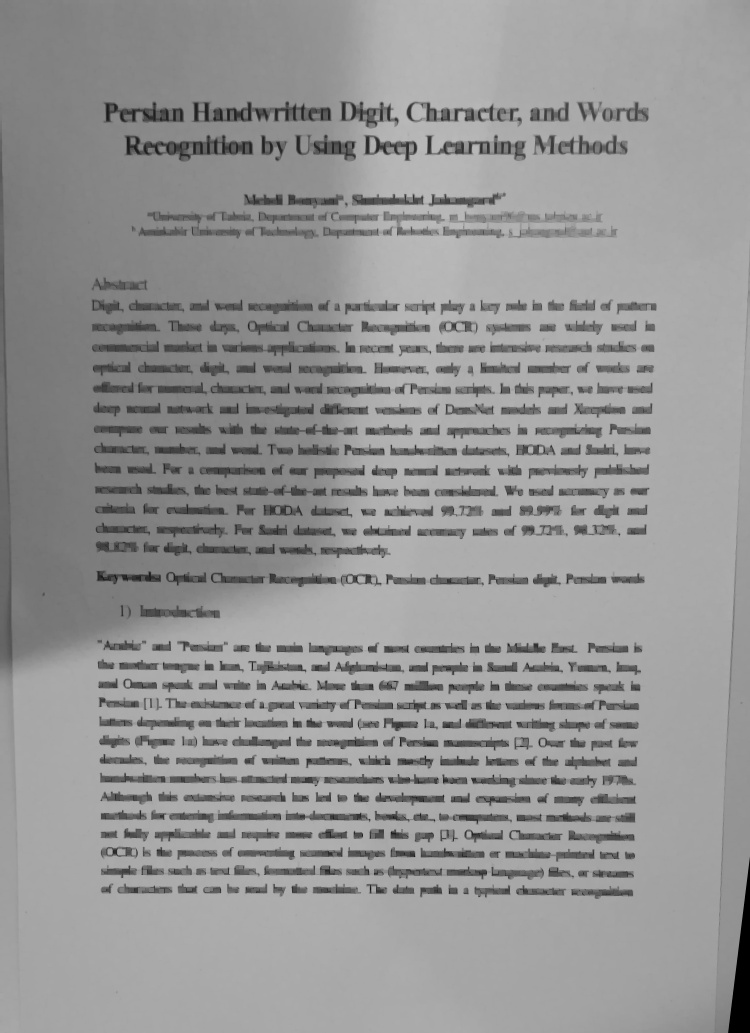 Persian Handwritten Digit, Character, and Words
Recognition by Using Deep Learning Methods
Mehdi Bonyani
University of Tabriz, Department of Computer Engineering,
Amirkabir University of Technology, Department of Robotics Engineering,
Abstract
Digit, character, and word recognition of a particular script play a key role in the field of pattern
recognition. These days, Optical Character Recognition (OCR) systems are widely used in
commercial market in various applications. In recent years, there are intensive research studies on
optical character, digit, and word recognition. However, only a limited number of works are
offered for numeral, character, and word recognition of Persian scripts. In this paper, we have used
deep neural network and investigated different versions of DensNet models and Xception and
compare our results with the state-of-the-art methods and approaches in recognizing Persian
character, number, and word. Two holistic Persian handwritten datasets, HODA and Sadri, have
been used. For a comparison of our proposed deep neural network with previously published
research studies, the best state-of-the-art results have been considered. We used accuracy as our
criteria for evaluation. For HODA dataset, we achieved 99.72% and 89.99% for digit and
character, respectively. For Sadri dataset, we obtained accuracy rates of 99.72%, 98.32%, and
98.82% for digit, character, and words, respectively.
Keywords: Optical Character Recognition (OCR), Persian character, Persian digit, Persian words
1) Introduction
"Arabic" and "Persian" are the main languages of most countries in the Middle East. Persian is
the mother tongue in Iran, Tajikistan, and Afghanistan, and people in Saudi Arabia, Yemen, Iraq,
and Oman speak and write in Arabic. More than 667 million people in these countries speak in
Persian [1]. The existence of a great variety of Persian script as well as the various forms of Persian
letters depending on their location in the word (see Figure 1a, and different writing shape of some
digits (Figure 1a) have challenged the recognition of Persian manuscripts [2]. Over the past few
decades, the recognition of written patterns, which mostly include letters of the alphabet and
handwritten numbers has attracted many researchers who have been working since the early 1970s.
Although this extensive research has led to the development and expansion of many efficient
methods for entering information into documents, books, etc., to computers, most methods are still
not fully applicable and require more effort to fill this gap [3]. Optical Character Recognition
(OCR) is the process of converting scanned images from handwritten or machine-printed text to
simple files such as text files, formatted files such as (hypertext markup language) files, or streams
of characters that can be read by the machine. The data path in a typical character recognition